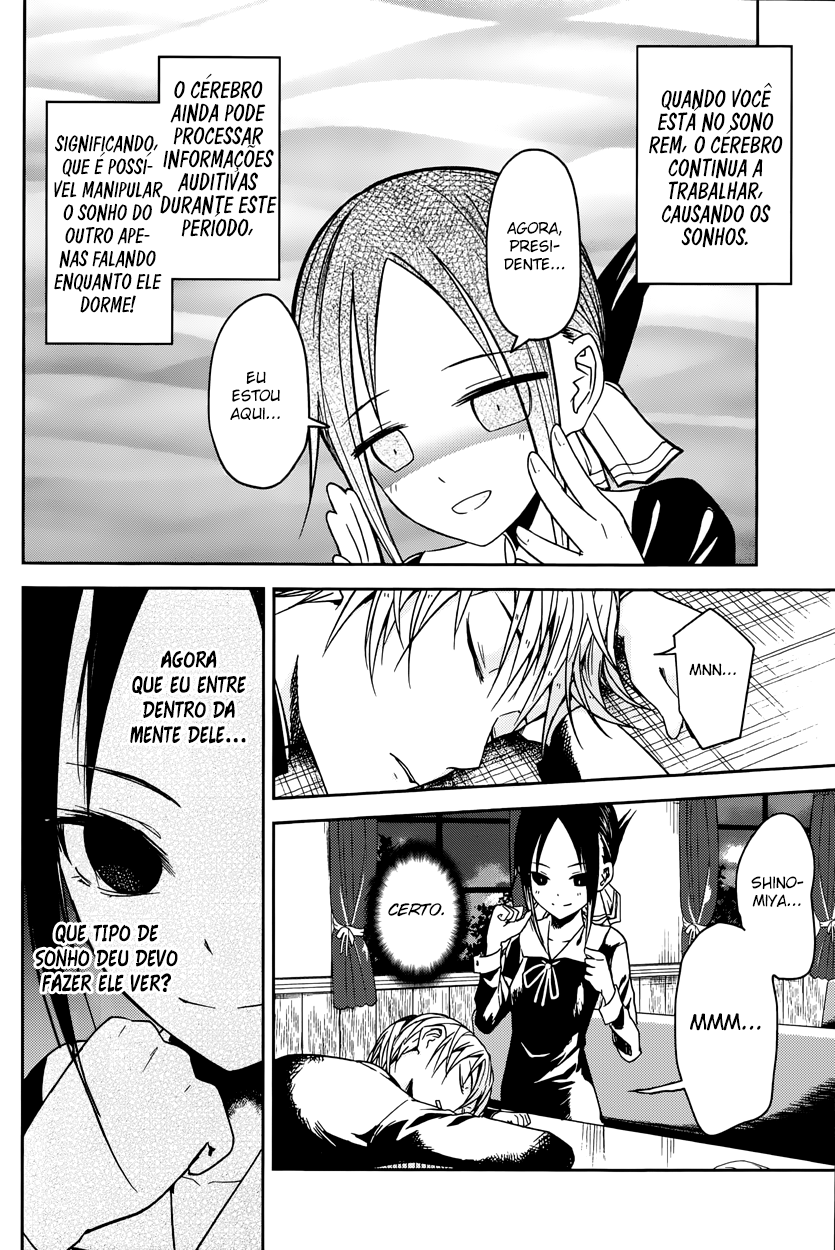 QUANDO VOCÊ
ESTÁ NO SONO
REM, O CÉREBRO
CONTINUA A
TRABALHAR,
CAUSANDO OS
SONHOS.
O CÉREBRO
AINDA PODE
PROCESSAR
INFORMAÇÕES
AUDITIVAS
DURANTE ESTE
PERÍODO,
SIGNIFICANDO,
QUE É POSSÍ-
VEL MANIPULAR
O SONHO DO
OUTRO APE-
NAS FALANDO
ENQUANTO ELE
DORME!
AGORA,
PRESI-
DENTE...
EU
ESTOU
AQUI...
MNN...
SHINO-
MIYA...
MMM...
CERTO.
AGORA
QUE EU ENTRE
DENTRO DA
MENTE DELE...
QUE TIPO DE
SONHO DEU DEVO
FAZER ELE VER?